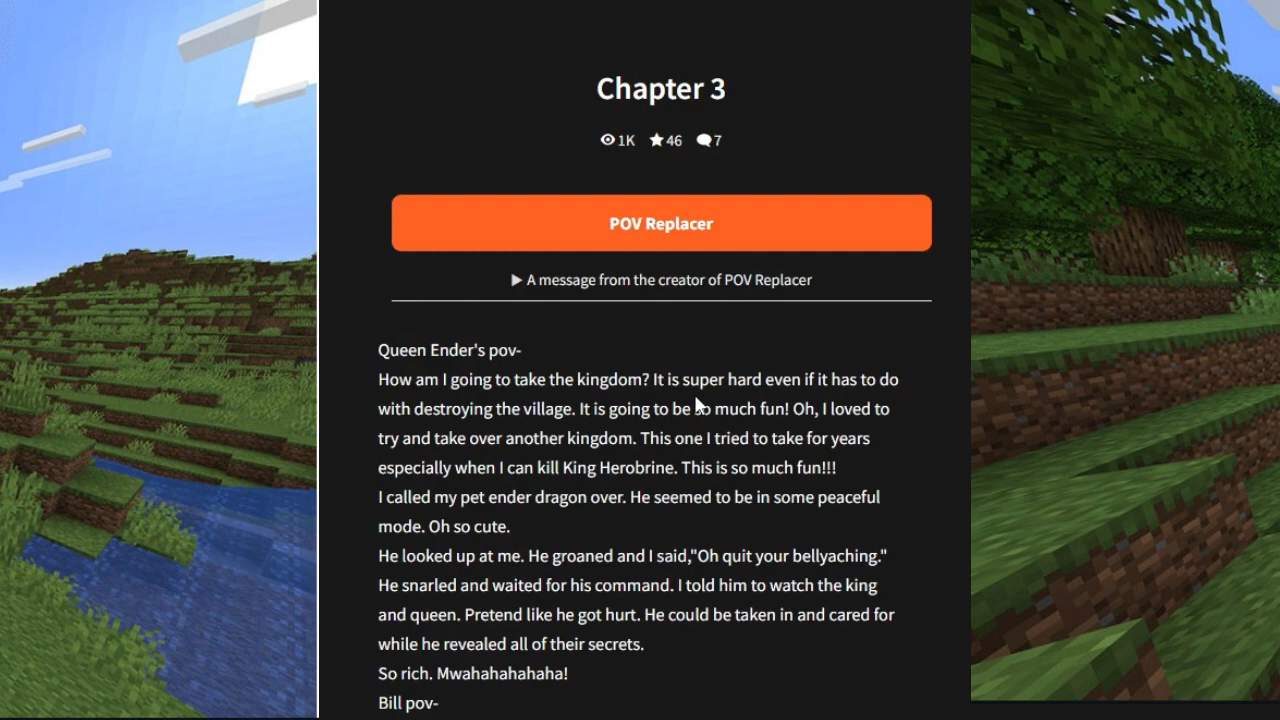 Chapter 3
1K 46 7
POV Replacer
A message from the creator of POV Replacer
Queen Ender's pov-
How am I going to take the kingdom? It is super hard even if it has to do
with destroying the village. It is going to be so much fun! Oh, I loved to
try and take over another kingdom. This one I tried to take for years
especially when I can kill King Herobrine. This is so much fun!!!
I called my pet ender dragon over. He seemed to be in some peaceful
mode. Oh so cute.
He looked up at me. He groaned and I said,"Oh quit your bellyaching."
He snarled and waited for his command. I told him to watch the king
and queen. Pretend like he got hurt. He could be taken in and cared for
while he revealed all of their secrets.
So rich. Mwahahahahaha!
Bill pov-